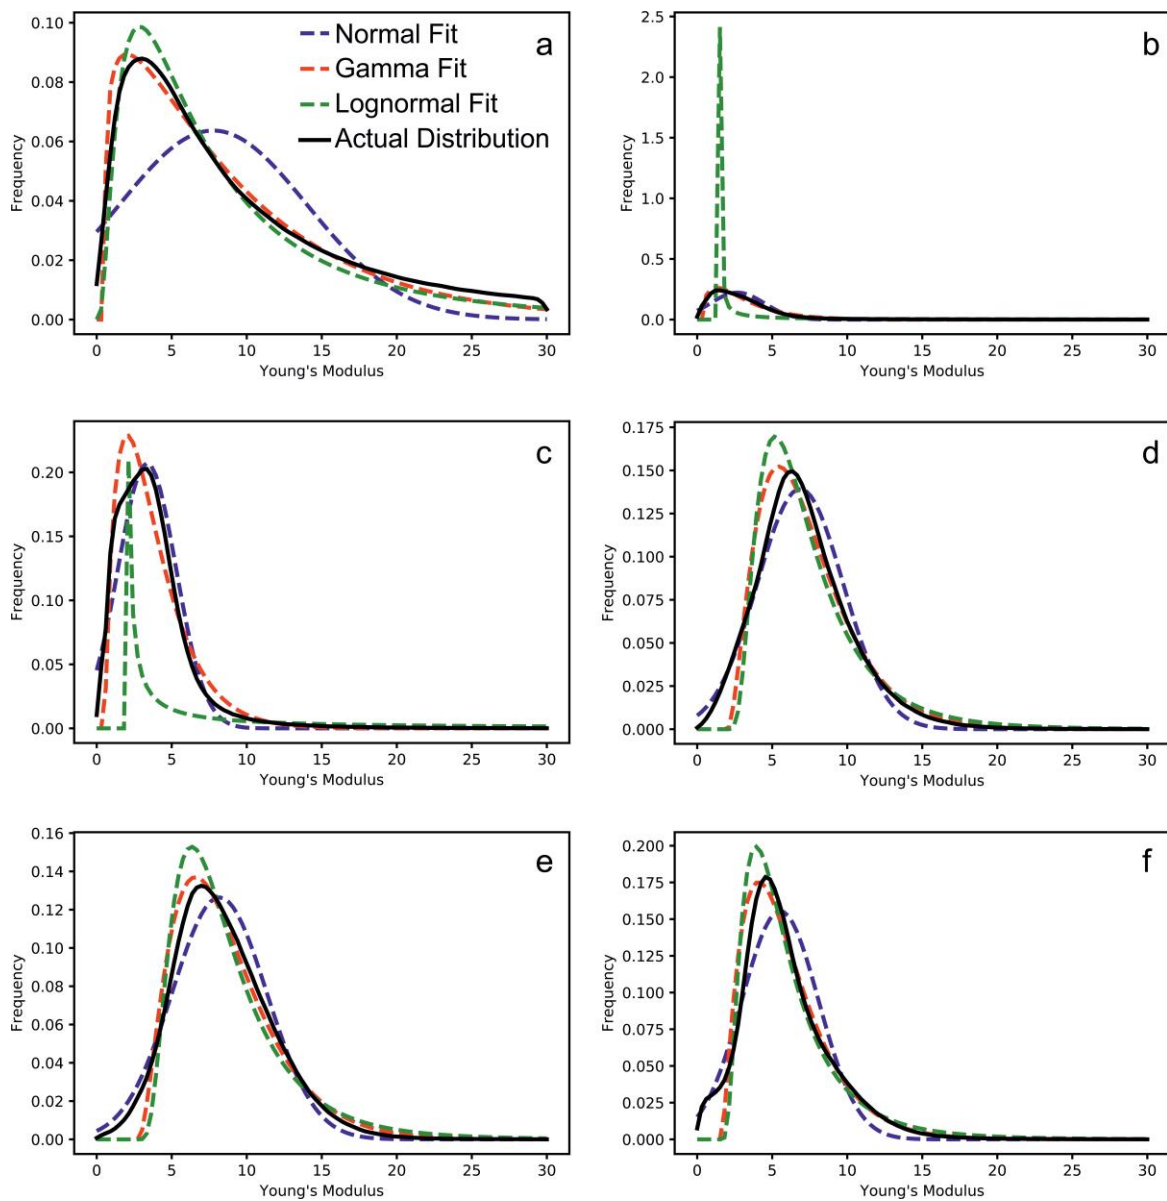 a
Normal Fit
Gamma Fit
Lognormal Fit
Actual Distribution
Frequency
0.10
0.08
0.06
0.04
0.02
0.00
0 5 10 15 20 25 30
Young's Modulus
b
Frequency
2.5
2.0
1.5
1.0
0.5
0.0
0 5 10 15 20 25 30
Young's Modulus
c
Frequency
0.20
0.15
0.10
0.05
0.00
0 5 10 15 20 25 30
Young's Modulus
d
Frequency
0.175
0.150
0.125
0.100
0.075
0.050
0.025
0.000
0 5 10 15 20 25 30
Young's Modulus
e
Frequency
0.16
0.14
0.12
0.10
0.08
0.06
0.04
0.02
0.00
0 5 10 15 20 25 30
Young's Modulus
f
Frequency
0.200
0.175
0.150
0.125
0.100
0.075
0.050
0.025
0.000
0 5 10 15 20 25 30
Young's Modulus